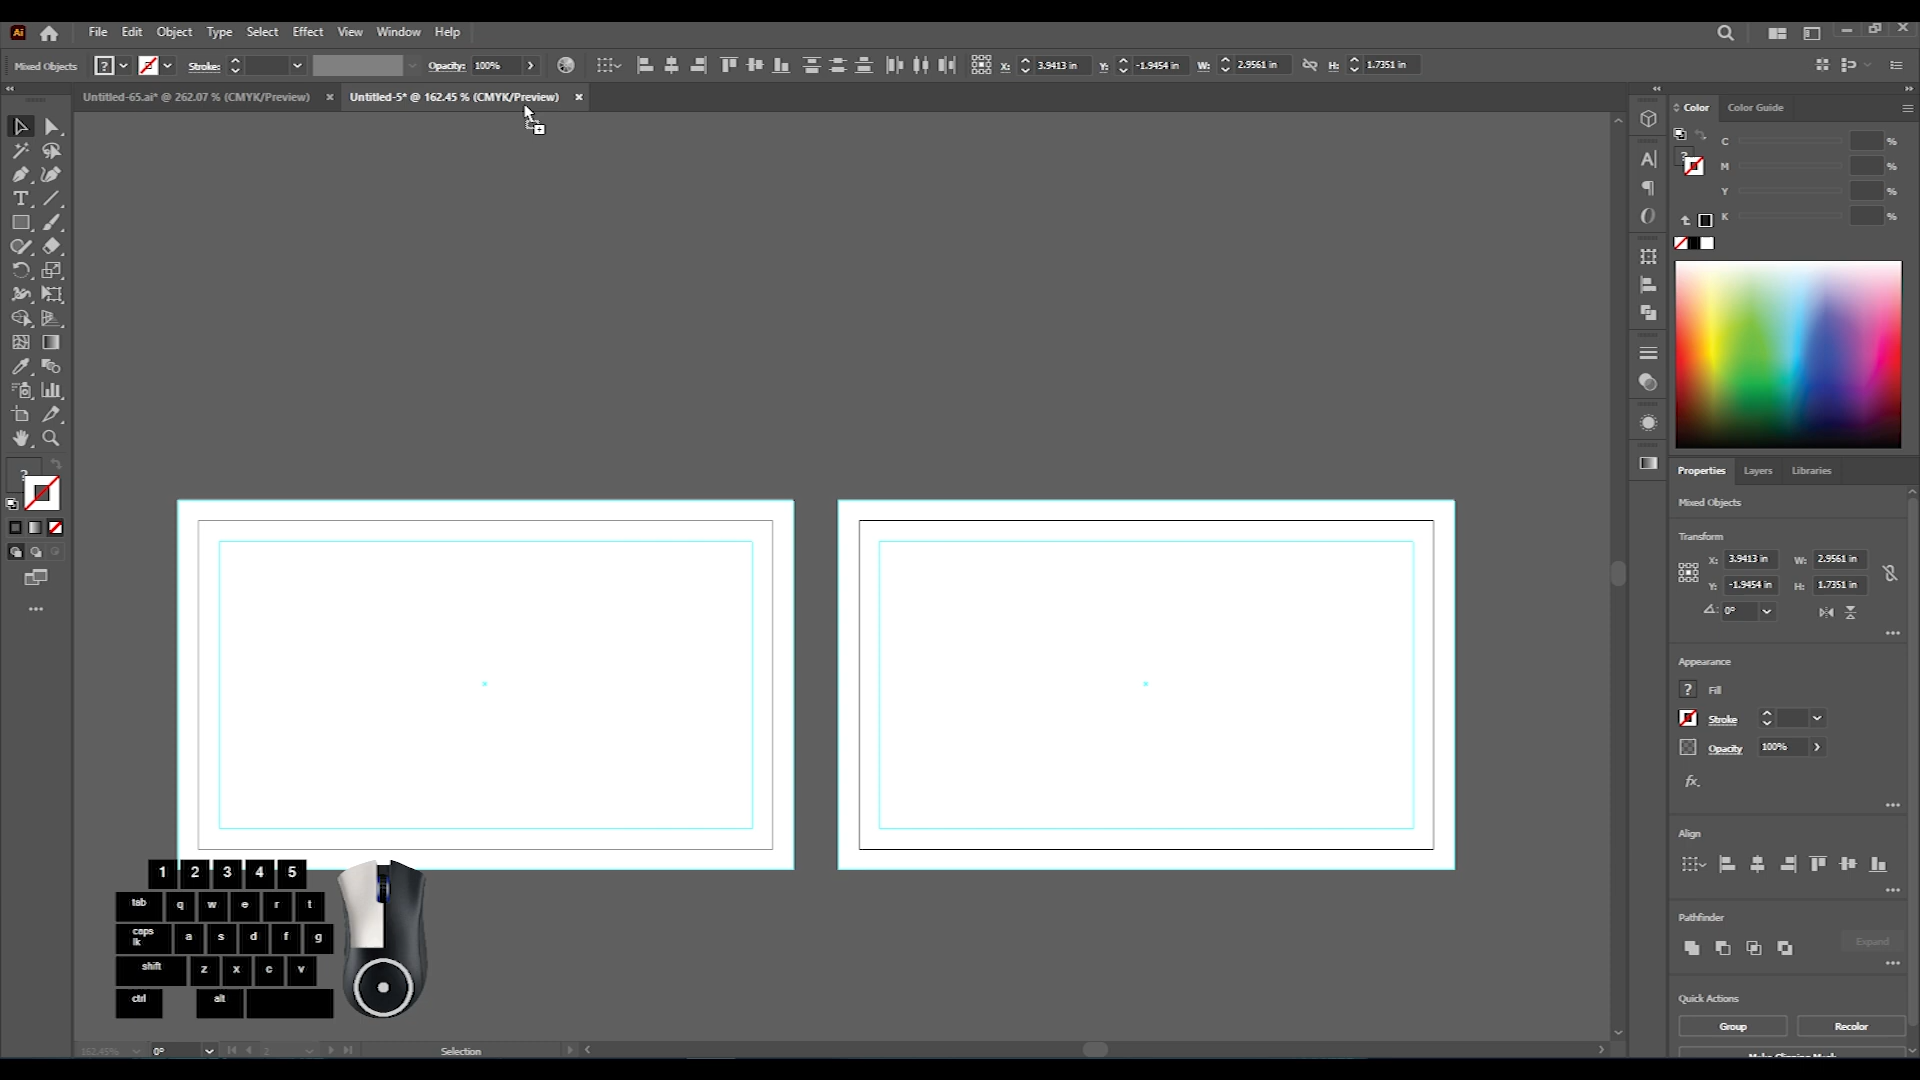 Ai File Edit Object Type Select Effect View Window Help
Mixed Objects ? Stroke: Opacity: 100% X: 3.9413 in Y: -1.9454 in W: 2.9561 in H: 1.7351 in
Untitled-65.ai* @ 262.07 % (CMYK/Preview) × Untitled-5* @ 162.45 % (CMYK/Preview) ×
Color Color Guide
C %
M %
Y %
K %
Properties Layers Libraries
Mixed Objects
Transform
X: 3.9413 in W: 2.9561 in
Y: -1.9454 in H: 1.7351 in
0°
Appearance
? Fill
Stroke
Opacity 100%
fx.
Align
Pathfinder
Expand
Quick Actions
Group Recolor
1 2 3 4 5
tab q w e r t
caps lk a s d f g
shift z x c v
ctrl alt
162.45% 0° 2 Selection